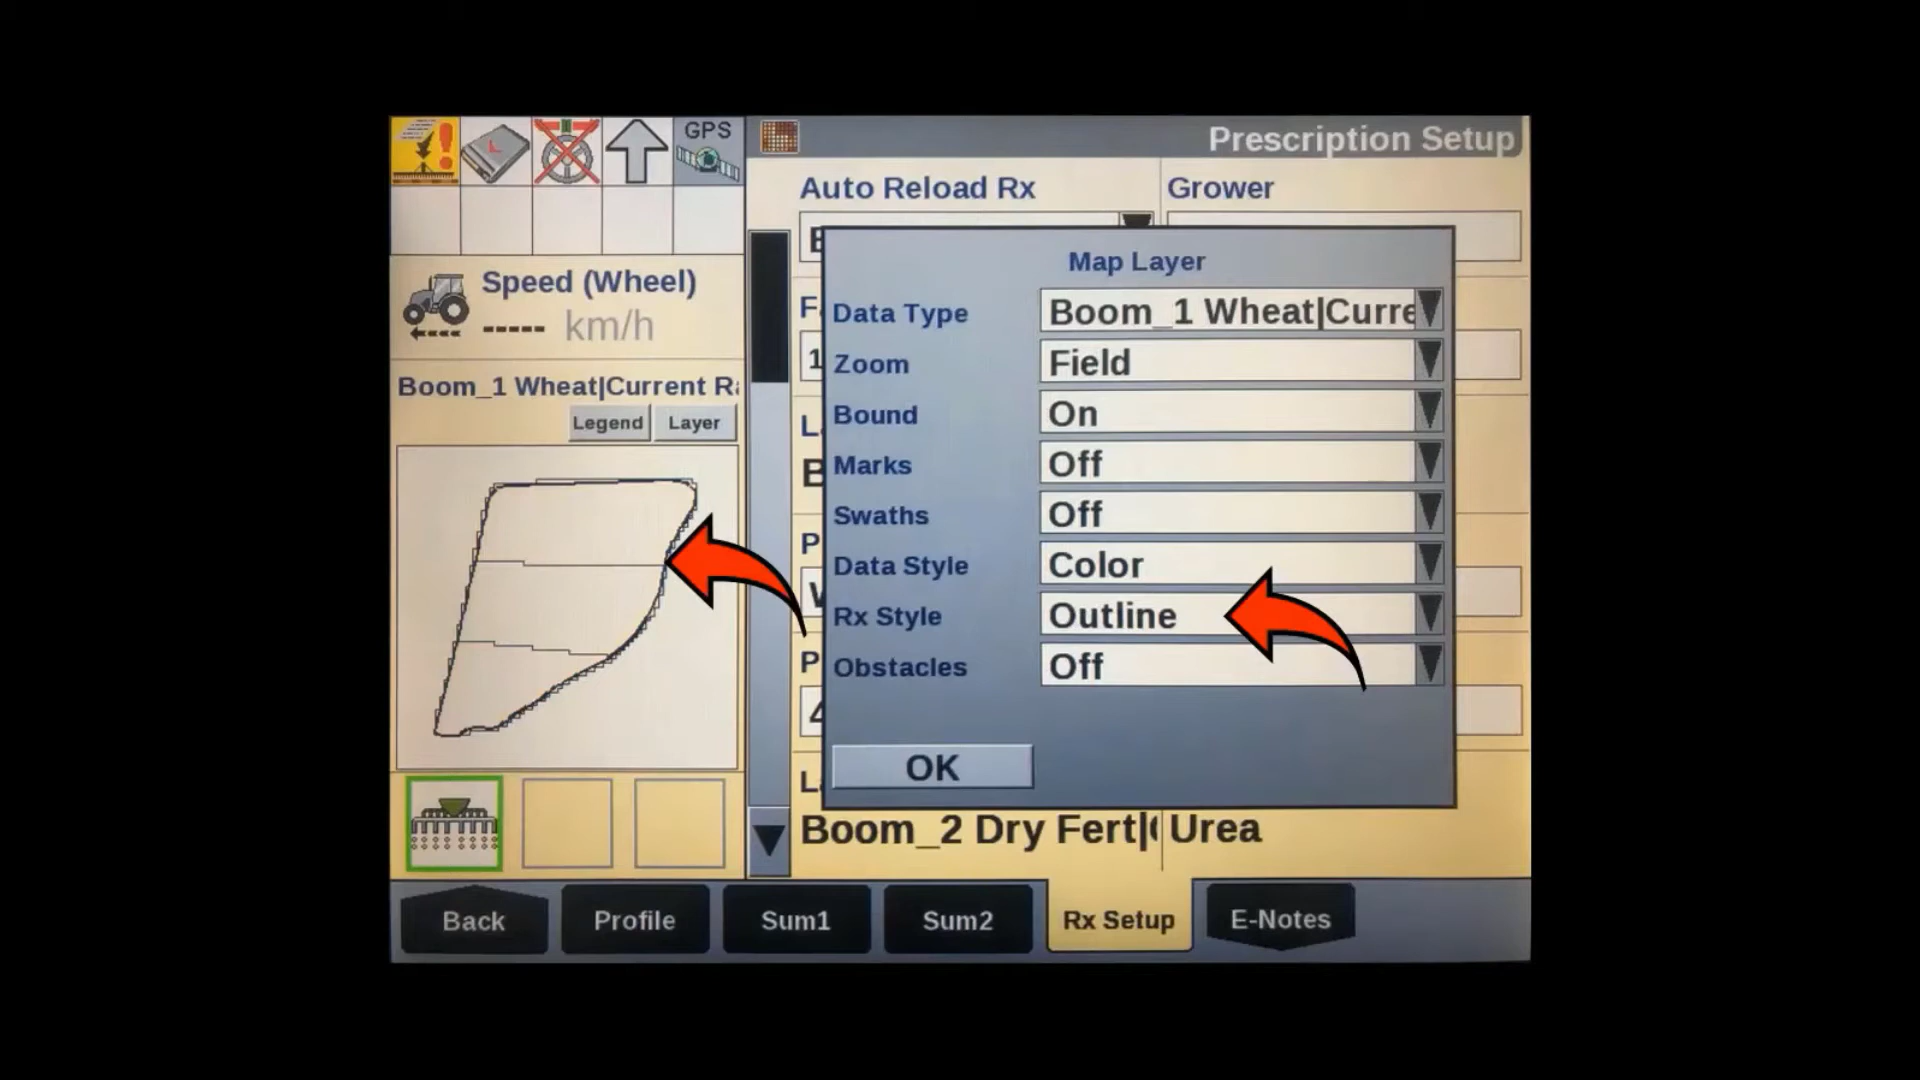 GPS
Prescription Setup
Auto Reload Rx
Grower
Speed (Wheel)
----- km/h
Boom_1 Wheat|Current Ra
Legend
Layer
Map Layer
Data Type
Boom_1 Wheat|Curre
Zoom
Field
Bound
On
Marks
Off
Swaths
Off
Data Style
Color
Rx Style
Outline
Obstacles
Off
OK
Boom_2 Dry Fert|
Urea
Back
Profile
Sum1
Sum2
Rx Setup
E-Notes